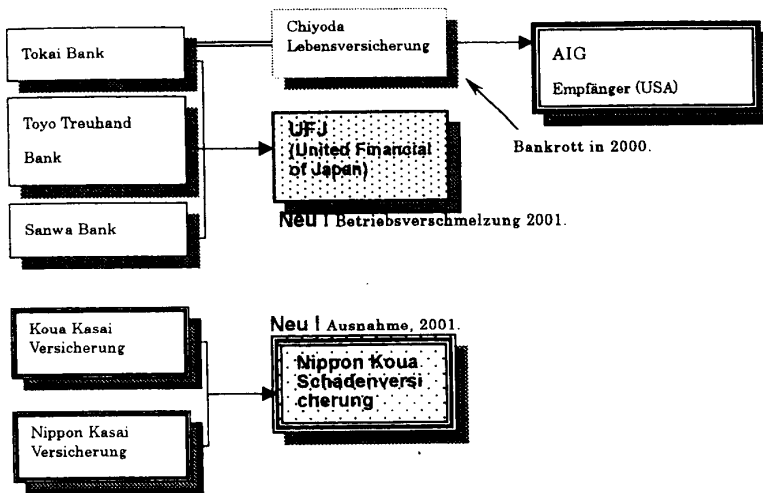 Tokai Bank
Chiyoda
Lebensversicherung
AIG
Empfänger (USA)
Toyo Treuhand
Bank
UFJ
(United Financial
of Japan)
Bankrott in 2000.
Sanwa Bank
Neu ! Betriebsverschmelzung 2001.
Koua Kasai
Versicherung
Neu ! Ausnahme, 2001.
Nippon Koua
Schadenversi
cherung
Nippon Kasai
Versicherung